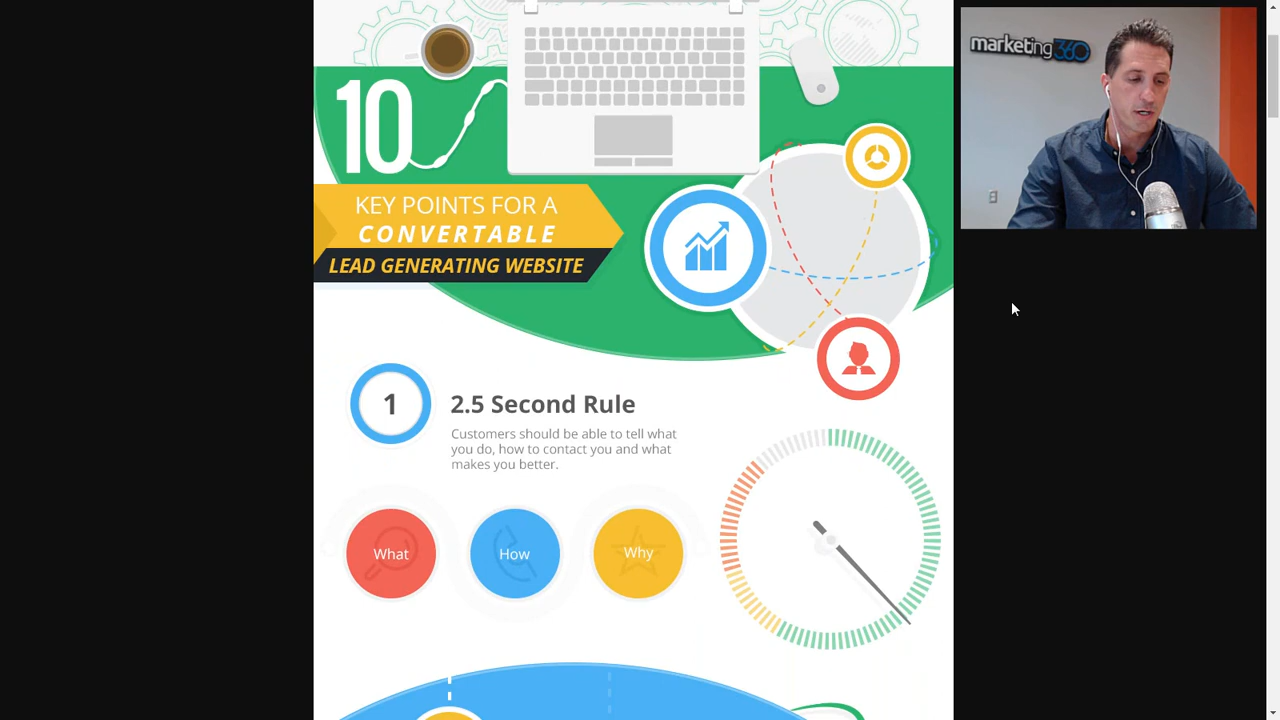 marketing360
10
KEY POINTS FOR A
CONVERTABLE
LEAD GENERATING WEBSITE
1
2.5 Second Rule
Customers should be able to tell what
you do, how to contact you and what
makes you better.
What
How
Why